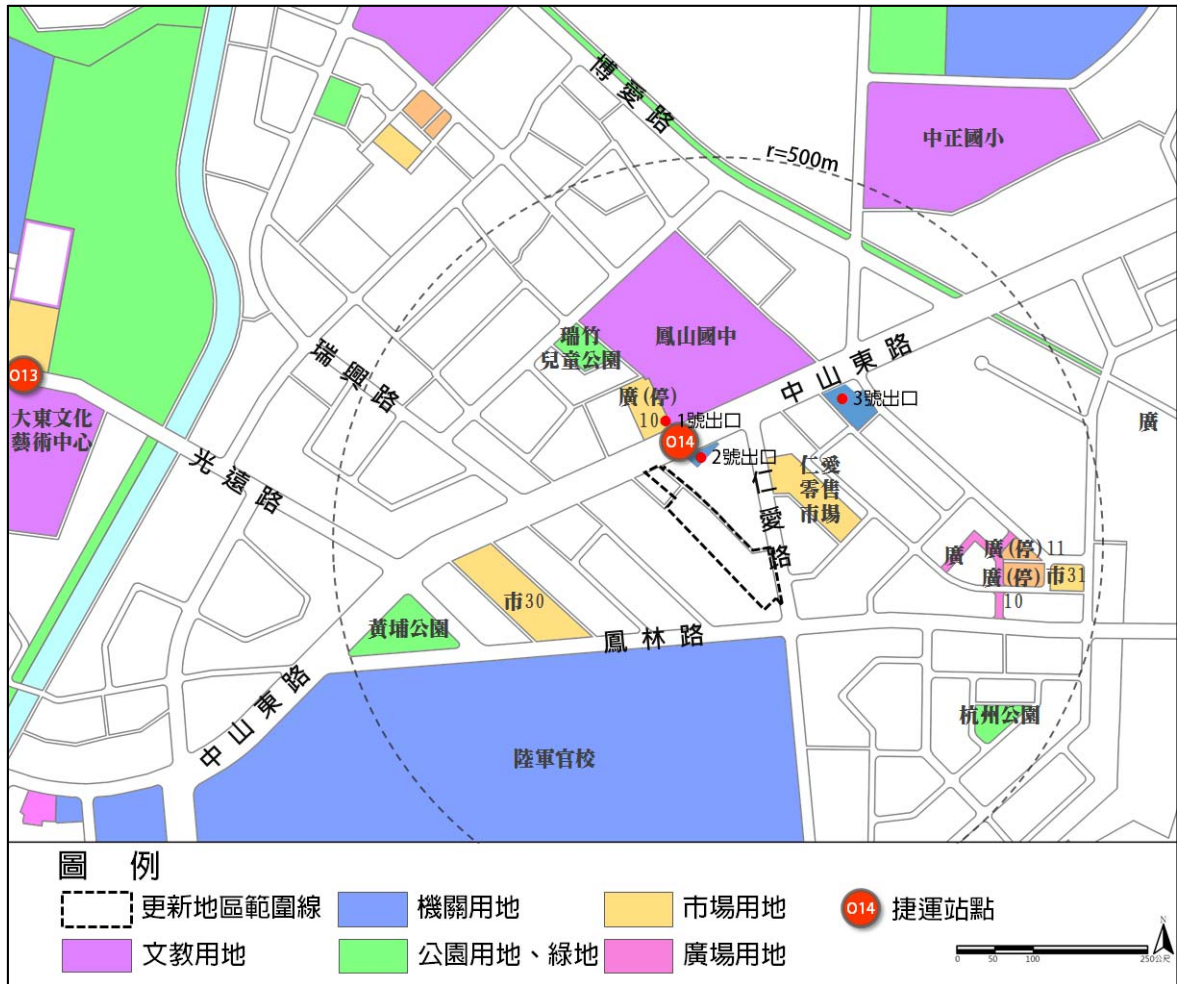 博愛路
r=500m
中正國小
鳳山國中
瑞竹
兒童公園
中山東路
瑞興路
廣(停)
10
1號出口
O14
2號出口
3號出口
O13
大東文化
藝術中心
光遠路
仁愛
零售
市場
仁愛路
廣
廣
廣(停)11
廣(停)
10
市31
市30
黃埔公園
鳳林路
中山東路
杭州公園
陸軍官校
圖例
更新地區範圍線
機關用地
市場用地
O14
捷運站點
文教用地
公園用地、綠地
廣場用地
N
0 50 100 250公尺